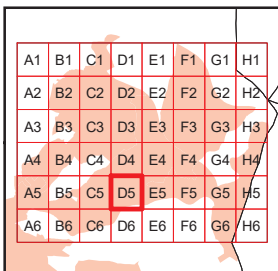 A1 B1 C1 D1 E1 F1 G1 H1
A2 B2 C2 D2 E2 F2 G2 H2
A3 B3 C3 D3 E3 F3 G3 H3
A4 B4 C4 D4 E4 F4 G4 H4
A5 B5 C5 D5 E5 F5 G5 H5
A6 B6 C6 D6 E6 F6 G6 H6